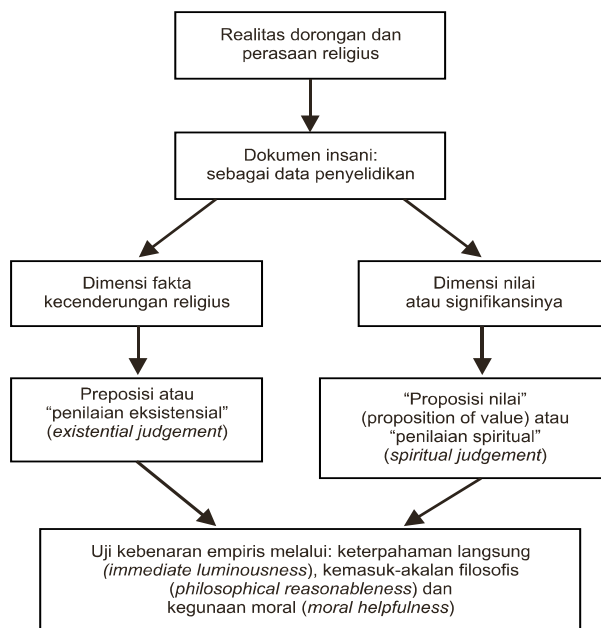 Realitas dorongan dan
perasaan religius
Dokumen insani:
sebagai data penyelidikan
Dimensi fakta
kecenderungan religius
Dimensi nilai
atau signifikansinya
Preposisi atau
“penilaian eksistensial”
(existential judgement)
“Proposisi nilai”
(proposition of value) atau
“penilaian spiritual”
(spiritual judgement)
Uji kebenaran empiris melalui: keterpahaman langsung
(immediate luminousness), kemasuk-akalan filosofis
(philosophical reasonableness) dan
kegunaan moral (moral helpfulness)